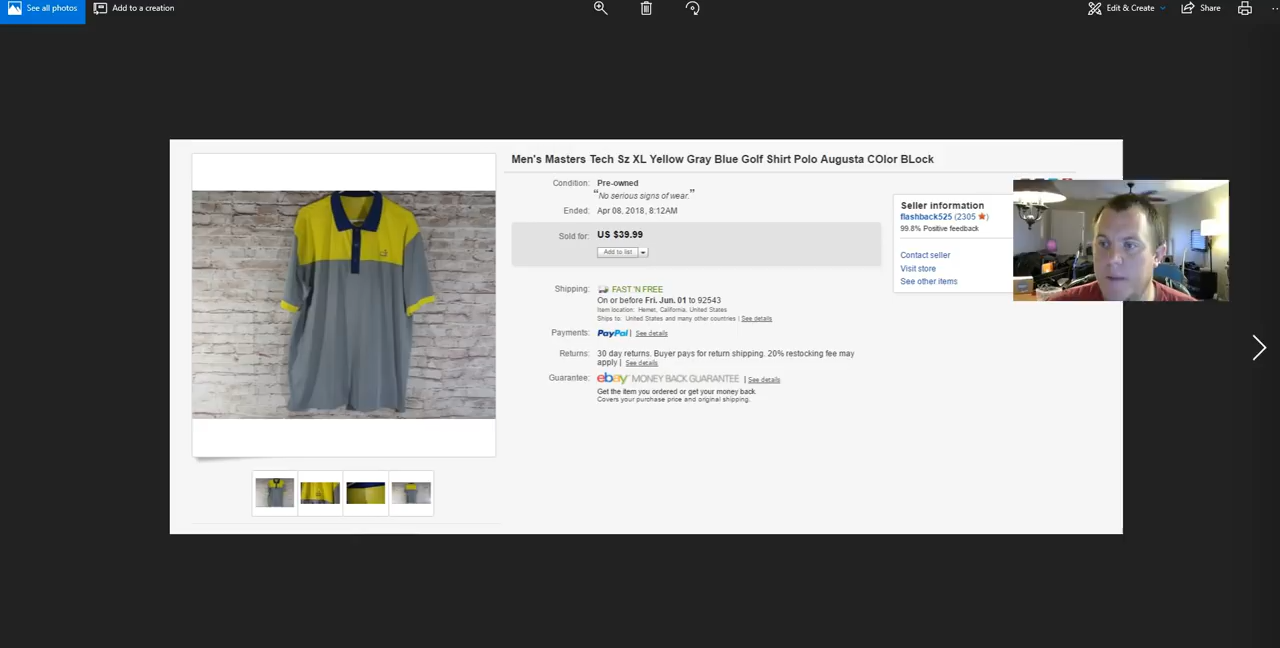 See all photos
Add to a creation
Edit & Create
Share
Men's Masters Tech Sz XL Yellow Gray Blue Golf Shirt Polo Augusta COlor BLock
Condition: Pre-owned
“No serious signs of wear.”
Ended: Apr 08, 2018, 8:12AM
Sold for: US $39.99
Add to list
Shipping: FAST 'N FREE
On or before Fri. Jun. 01 to 92543
Item location: Hemet, California, United States
Ships to: United States and many other countries | See details
Payments: PayPal | See details
Returns: 30 day returns. Buyer pays for return shipping. 20% restocking fee may
apply | See details
Guarantee: ebay MONEY BACK GUARANTEE | See details
Get the item you ordered or get your money back.
Covers your purchase price and original shipping.
Seller information
flashback525 (2305)
99.8% Positive feedback
Contact seller
Visit store
See other items